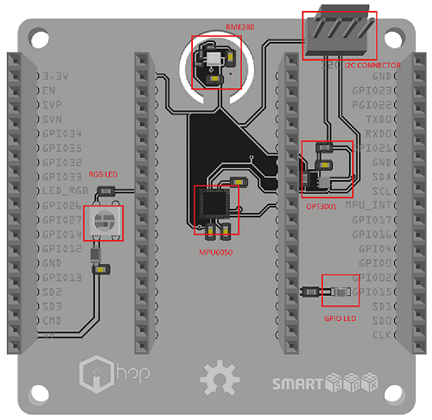 BME280
I2C CONNECTOR
3.3V
EN
SVP
SVN
GPIO34
GPIO35
GPIO32
GPIO33
LED_RGB
GPIO26
GPIO27
GPIO14
GPIO12
GND
GPIO13
SD2
SD3
CMD
5V
GND
GPIO23
PGIO22
TXD0
RXD0
GPIO21
GND
SDA
SCL
MPU_INT
GPIO17
GPIO16
GPIO4
GPIO0
GPIO2
GPIO15
SD1
SD0
CLK
RGB LED
OPT3001
MPU6050
GPIO LED
hop
SMART